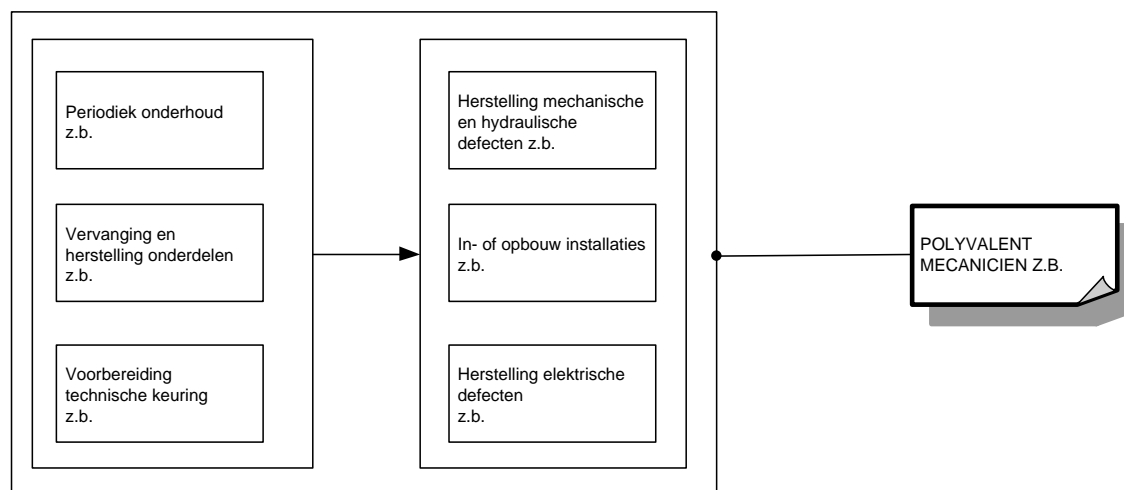 Periodiek onderhoud
z.b.
Vervanging en
herstelling onderdelen
z.b.
Voorbereiding
technische keuring
z.b.
Herstelling mechanische
en hydraulische
defecten z.b.
In- of opbouw installaties
z.b.
Herstelling elektrische
defecten
z.b.
POLYVALENT
MECANICIEN Z.B.